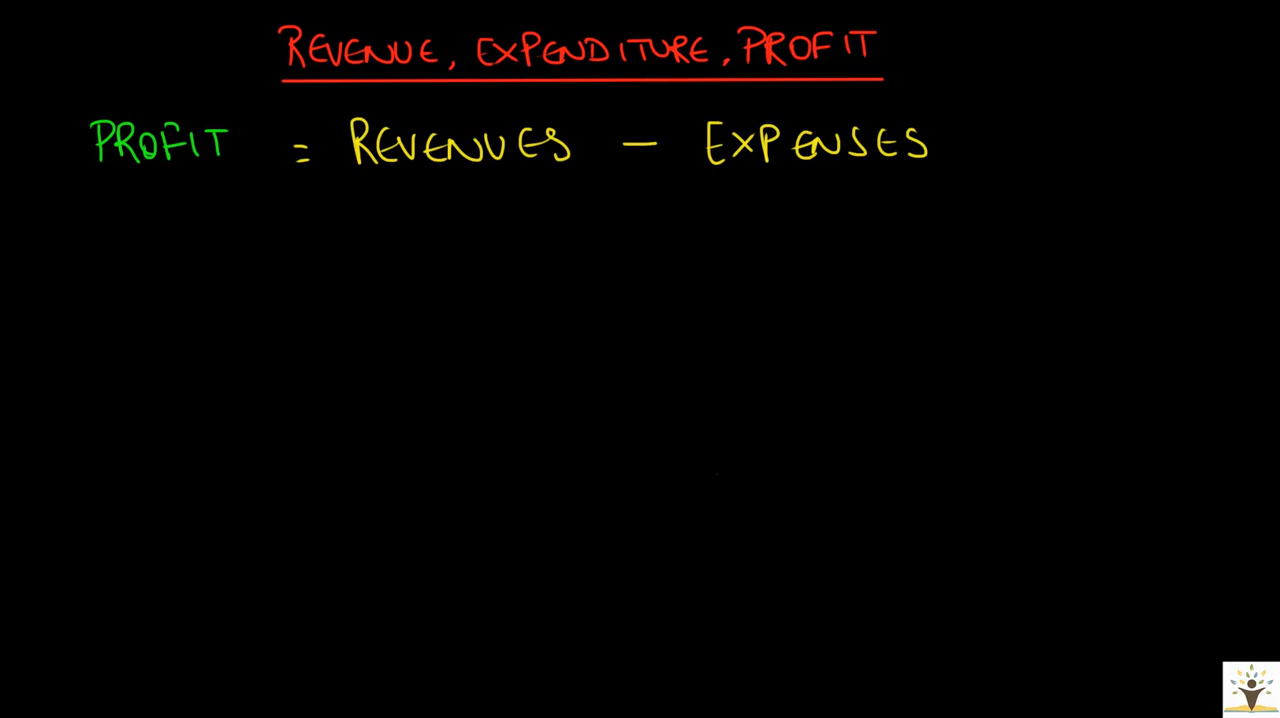 REVENUE, EXPENDITURE, PROFIT
PROFIT = REVENUES - EXPENSES